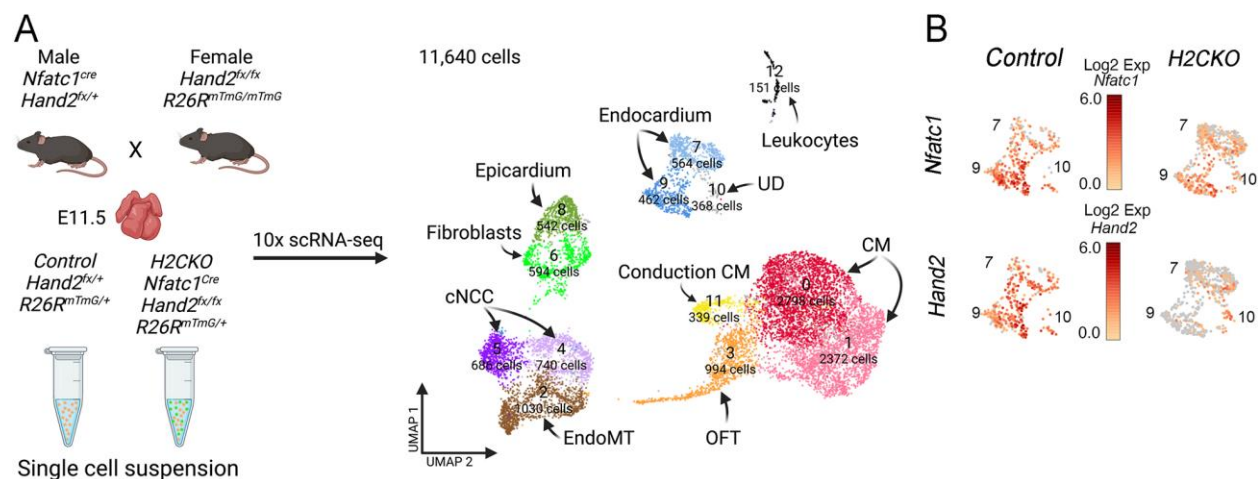 A
Male
Nfatc1cre
Hand2fx/+
Female
Hand2fx/fx
R26RmTmG/mTmG
X
E11.5
Control
Hand2fx/+
R26RmTmG/+
H2CKO
Nfatc1Cre
Hand2fx/fx
R26RmTmG/+
Single cell suspension
10x scRNA-seq
11,640 cells
12
151 cells
Leukocytes
Endocardium
7
564 cells
9
462 cells
10
368 cells
UD
Epicardium
8
542 cells
Fibroblasts
6
594 cells
cNCC
5
686 cells
4
740 cells
2
1030 cells
EndoMT
Conduction CM
11
339 cells
CM
0
2798 cells
1
2372 cells
3
994 cells
OFT
UMAP 1
UMAP 2
B
Control
H2CKO
Log2 Exp
Nfatc1
6.0
0.0
Nfatc1
7
9
10
7
9
10
Log2 Exp
Hand2
6.0
0.0
Hand2
7
9
10
7
9
10